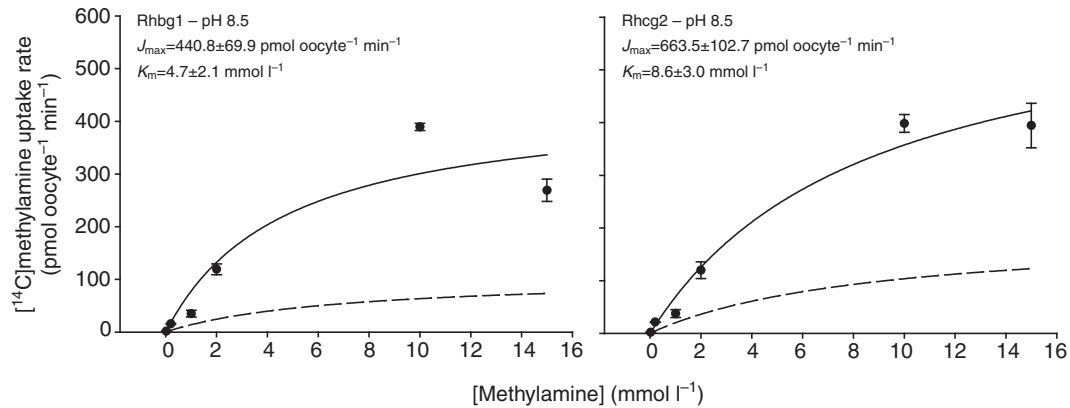 Rhbg1 – pH 8.5
Jmax=440.8±69.9 pmol oocyte⁻¹ min⁻¹
Km=4.7±2.1 mmol l⁻¹
Rhcg2 – pH 8.5
Jmax=663.5±102.7 pmol oocyte⁻¹ min⁻¹
Km=8.6±3.0 mmol l⁻¹
[¹⁴C]methylamine uptake rate
(pmol oocyte⁻¹ min⁻¹)
600
500
400
300
200
100
0
0 2 4 6 8 10 12 14 16
0 2 4 6 8 10 12 14 16
[Methylamine] (mmol l⁻¹)